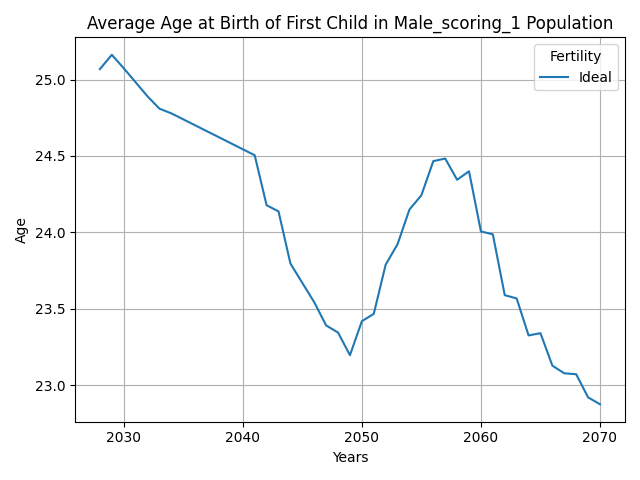 Average Age at Birth of First Child in Male_scoring_1 Population
Fertility
Ideal
25.0
24.5
24.0
23.5
23.0
Age
2030 2040 2050 2060 2070
Years